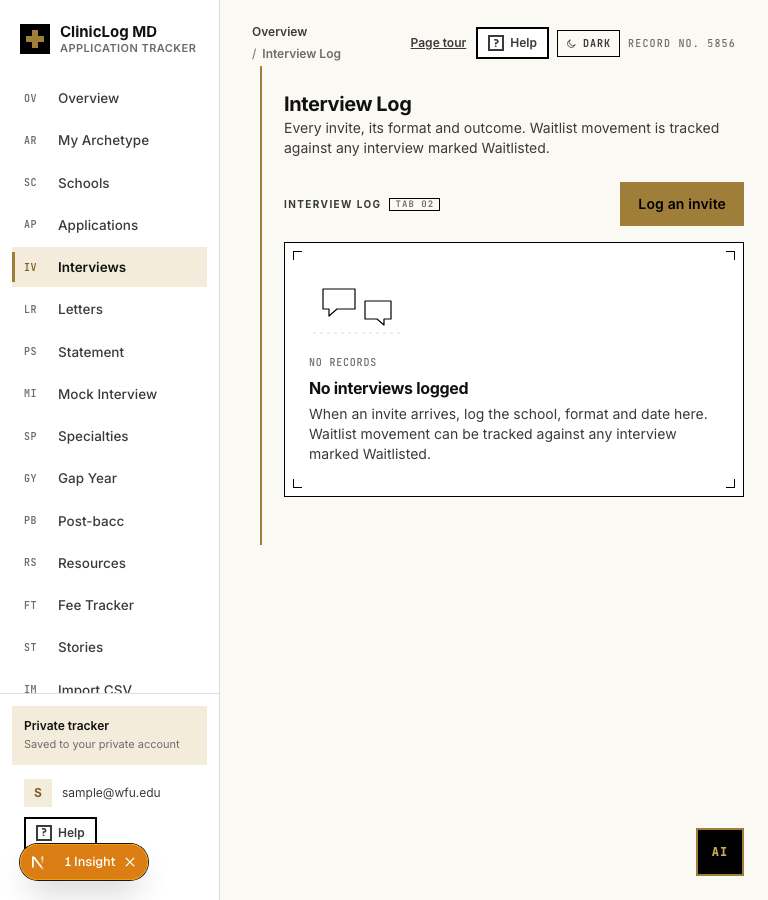 ClinicLog MD
APPLICATION TRACKER
OV Overview
AR My Archetype
SC Schools
AP Applications
IV Interviews
LR Letters
PS Statement
MI Mock Interview
SP Specialties
GY Gap Year
PB Post-bacc
RS Resources
FT Fee Tracker
ST Stories
IM Import CSV
Private tracker
Saved to your private account
S sample@wfu.edu
? Help
1 Insight
Overview
/ Interview Log
Page tour
? Help
DARK
RECORD NO. 5856
Interview Log
Every invite, its format and outcome. Waitlist movement is tracked
against any interview marked Waitlisted.
INTERVIEW LOG TAB 02
Log an invite
NO RECORDS
No interviews logged
When an invite arrives, log the school, format and date here.
Waitlist movement can be tracked against any interview
marked Waitlisted.
AI